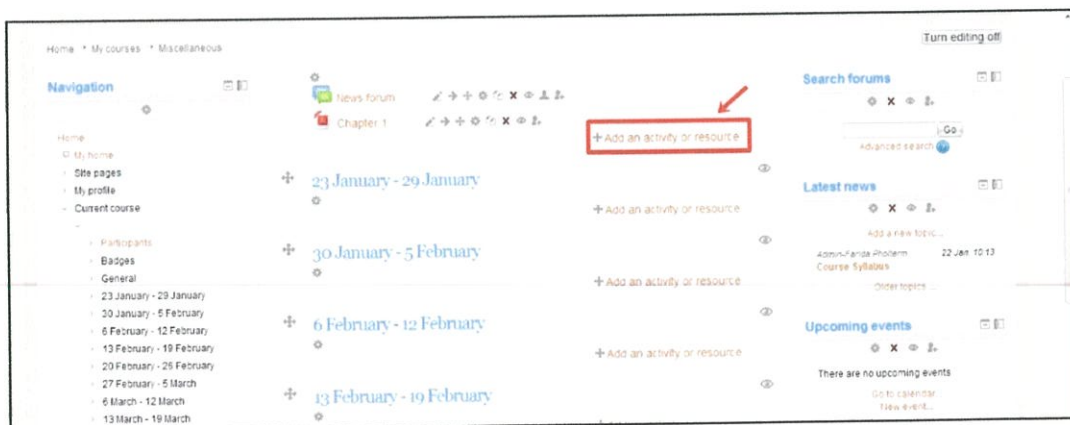 Home
My courses
Miscellaneous
Turn editing off
Navigation
Home
My home
Site pages
My profile
Current course
Participants
Badges
General
23 January - 29 January
30 January - 5 February
6 February - 12 February
13 February - 19 February
20 February - 26 February
27 February - 5 March
6 March - 12 March
13 March - 19 March
News forum
Chapter 1
+ Add an activity or resource
23 January - 29 January
+ Add an activity or resource
30 January - 5 February
+ Add an activity or resource
6 February - 12 February
+ Add an activity or resource
13 February - 19 February
Search forums
Go
Advanced search
Latest news
Add a new topic...
22 Jan, 10:13
Course Syllabus
Older topics ...
Upcoming events
There are no upcoming events
Go to calendar...
New event...